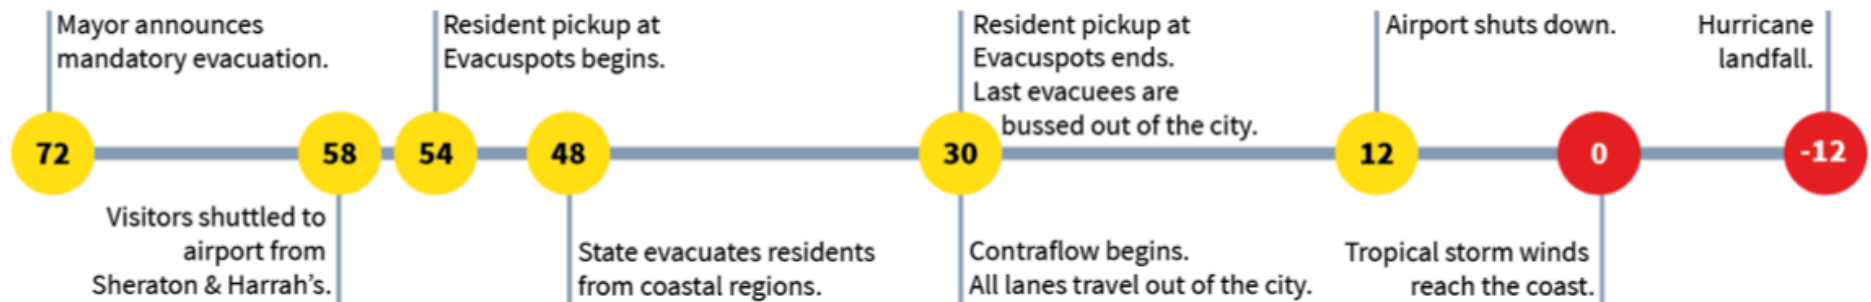 Mayor announces
mandatory evacuation.
Resident pickup at
Evacuspots begins.
Resident pickup at
Evacuspots ends.
Last evacuees are
bussed out of the city.
Airport shuts down.
Hurricane
landfall.
72
58
54
48
30
12
0
-12
Visitors shuttled to
airport from
Sheraton & Harrah's.
State evacuates residents
from coastal regions.
Contraflow begins.
All lanes travel out of the city.
Tropical storm winds
reach the coast.